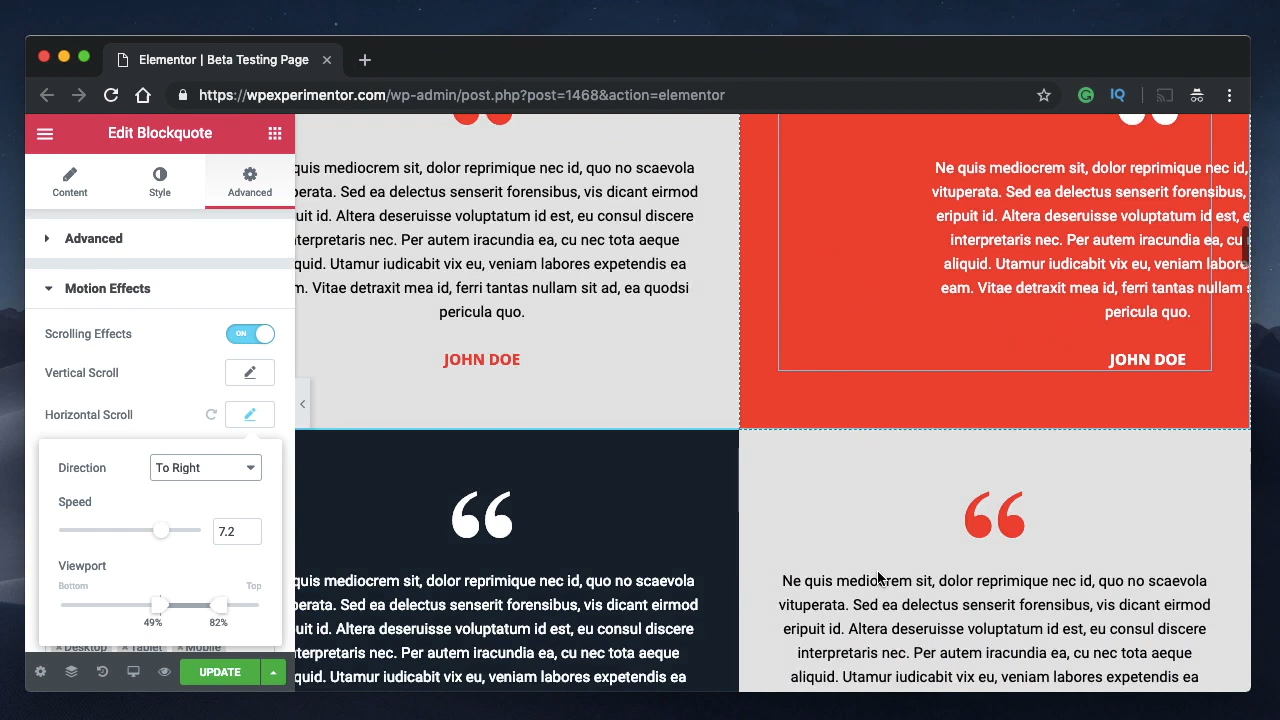 Elementor | Beta Testing Page
https://wpexperimentor.com/wp-admin/post.php?post=1468&action=elementor
IQ
Edit Blockquote
Content
Style
Advanced
Advanced
Motion Effects
Scrolling Effects
ON
Vertical Scroll
Horizontal Scroll
Direction
To Right
Speed
7.2
Viewport
Bottom
Top
49%
82%
× Desktop × Tablet × Mobile
UPDATE
quis mediocrem sit, dolor reprimique nec id, quo no scaevola
perata. Sed ea delectus senserit forensibus, vis dicant eirmod
uit id. Altera deseruisse voluptatum id est, eu consul discere
terpretaris nec. Per autem iracundia ea, cu nec tota aeque
quid. Utamur iudicabit vix eu, veniam labores expetendis ea
m. Vitae detraxit mea id, ferri tantas nullam sit ad, ea quodsi
pericula quo.
JOHN DOE
Ne quis mediocrem sit, dolor reprimique nec id,
vituperata. Sed ea delectus senserit forensibus,
eripuit id. Altera deseruisse voluptatum id est, e
interpretaris nec. Per autem iracundia ea, cu
aliquid. Utamur iudicabit vix eu, veniam labore
eam. Vitae detraxit mea id, ferri tantas nullam s
pericula quo.
JOHN DOE
quis mediocrem sit, dolor reprimique nec id, quo no scaevola
perata. Sed ea delectus senserit forensibus, vis dicant eirmod
uit id. Altera deseruisse voluptatum id est, eu consul discere
terpretaris nec. Per autem iracundia ea, cu nec tota aeque
quid. Utamur iudicabit vix eu, veniam labores expetendis ea
Ne quis mediocrem sit, dolor reprimique nec id, quo no scaevola
vituperata. Sed ea delectus senserit forensibus, vis dicant eirmod
eripuit id. Altera deseruisse voluptatum id est, eu consul discere
interpretaris nec. Per autem iracundia ea, cu nec tota aeque
aliquid. Utamur iudicabit vix eu, veniam labores expetendis ea